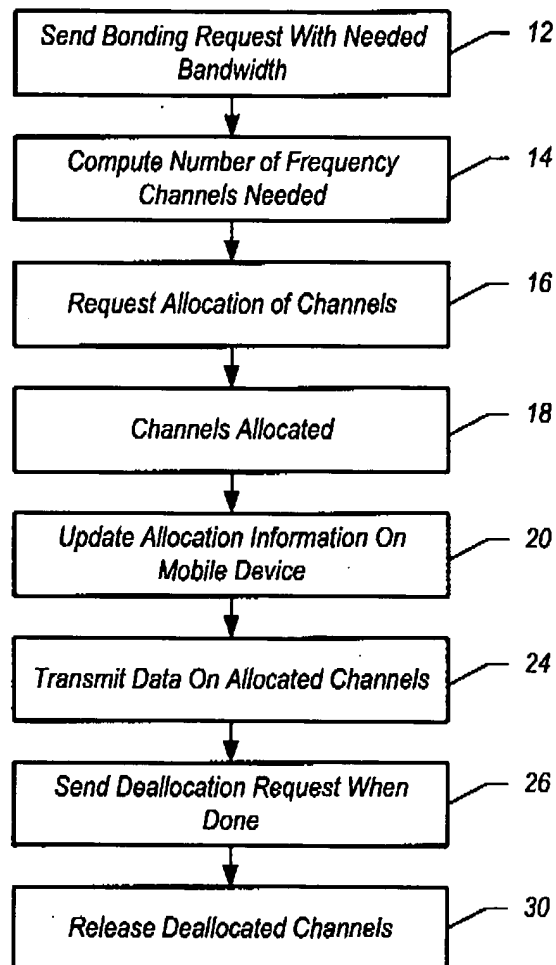 Send Bonding Request With Needed
Bandwidth
12
Compute Number of Frequency
Channels Needed
14
Request Allocation of Channels
16
Channels Allocated
18
Update Allocation Information On
Mobile Device
20
Transmit Data On Allocated Channels
24
Send Deallocation Request When
Done
26
Release Deallocated Channels
30